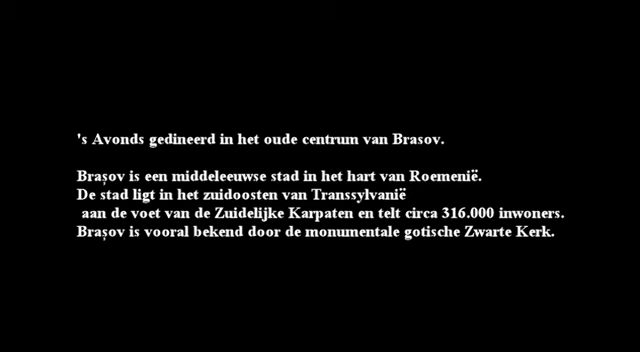 's Avonds gedineerd in het oude centrum van Brasov.
Brașov is een middeleeuwse stad in het hart van Roemenië.
De stad ligt in het zuidoosten van Transsylvanië
aan de voet van de Zuidelijke Karpaten en telt circa 316.000 inwoners.
Brașov is vooral bekend door de monumentale gotische Zwarte Kerk.